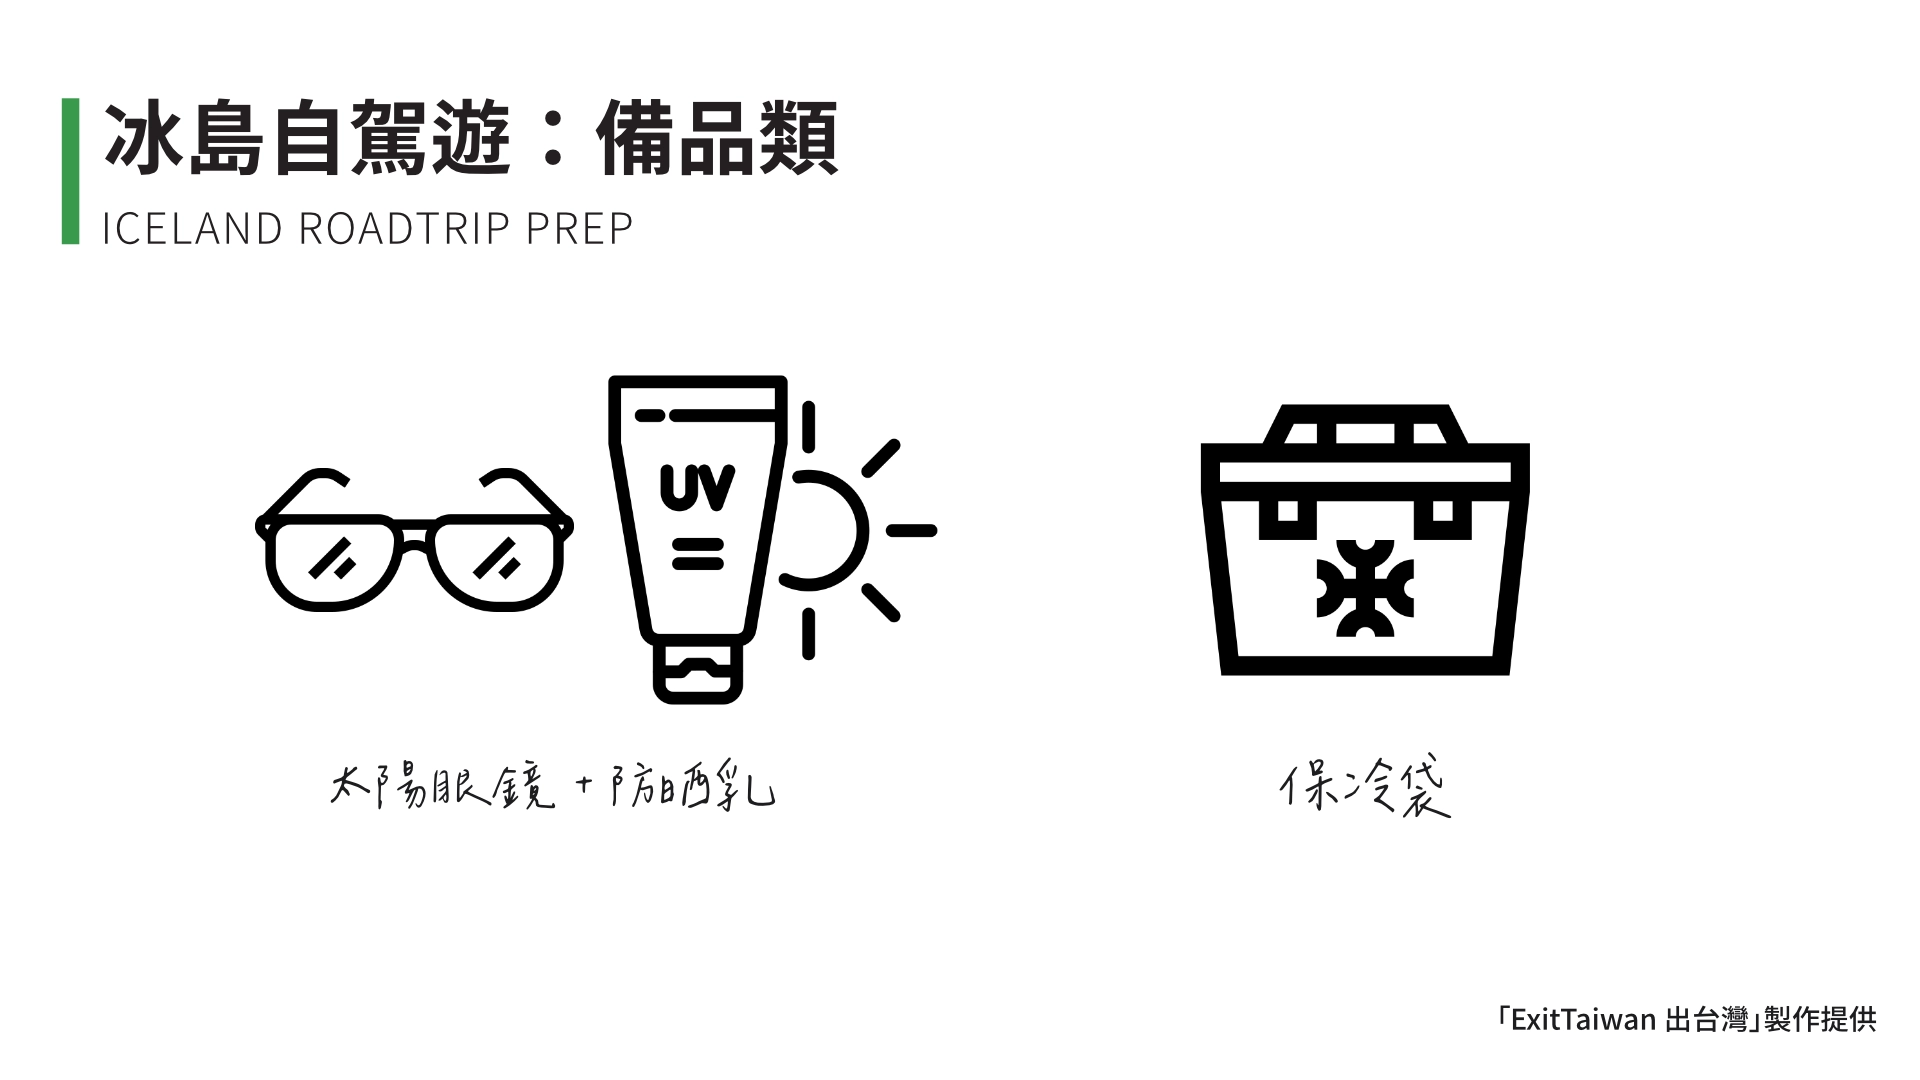 冰島自駕遊：備品類
ICELAND ROADTRIP PREP
UV
太陽眼鏡 + 防晒乳
保冷袋
「ExitTaiwan 出台灣」製作提供